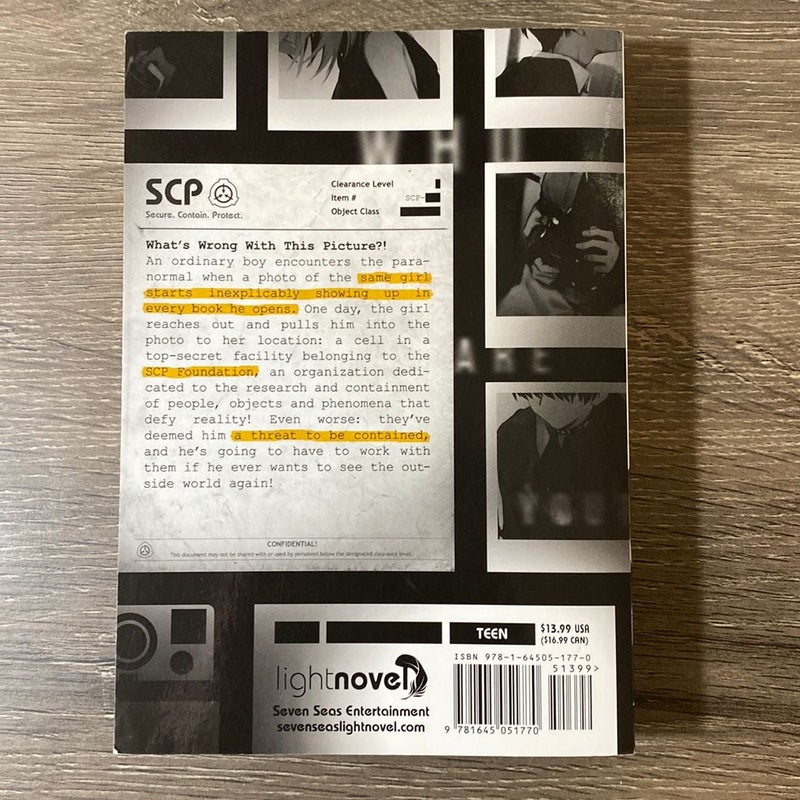 WHO
SCP
Secure. Contain. Protect.
Clearance Level
Item # SCP-
Object Class
What's Wrong With This Picture?!
An ordinary boy encounters the para-
normal when a photo of the same girl
starts inexplicably showing up in
every book he opens. One day, the girl
reaches out and pulls him into the
photo to her location: a cell in a
top-secret facility belonging to the
SCP Foundation, an organization dedi-
cated to the research and containment
of people, objects and phenomena that
defy reality! Even worse: they've
deemed him a threat to be contained,
and he's going to have to work with
them if he ever wants to see the out-
side world again!
ARE
YOU
CONFIDENTIAL!
This document may not be shared with or used by personnel below the designated clearance level.
TEEN
$13.99 USA
($16.99 CAN)
ISBN 978-1-64505-177-0
51399>
lightnovel
Seven Seas Entertainment
sevenseaslightnovel.com
9 781645 051770